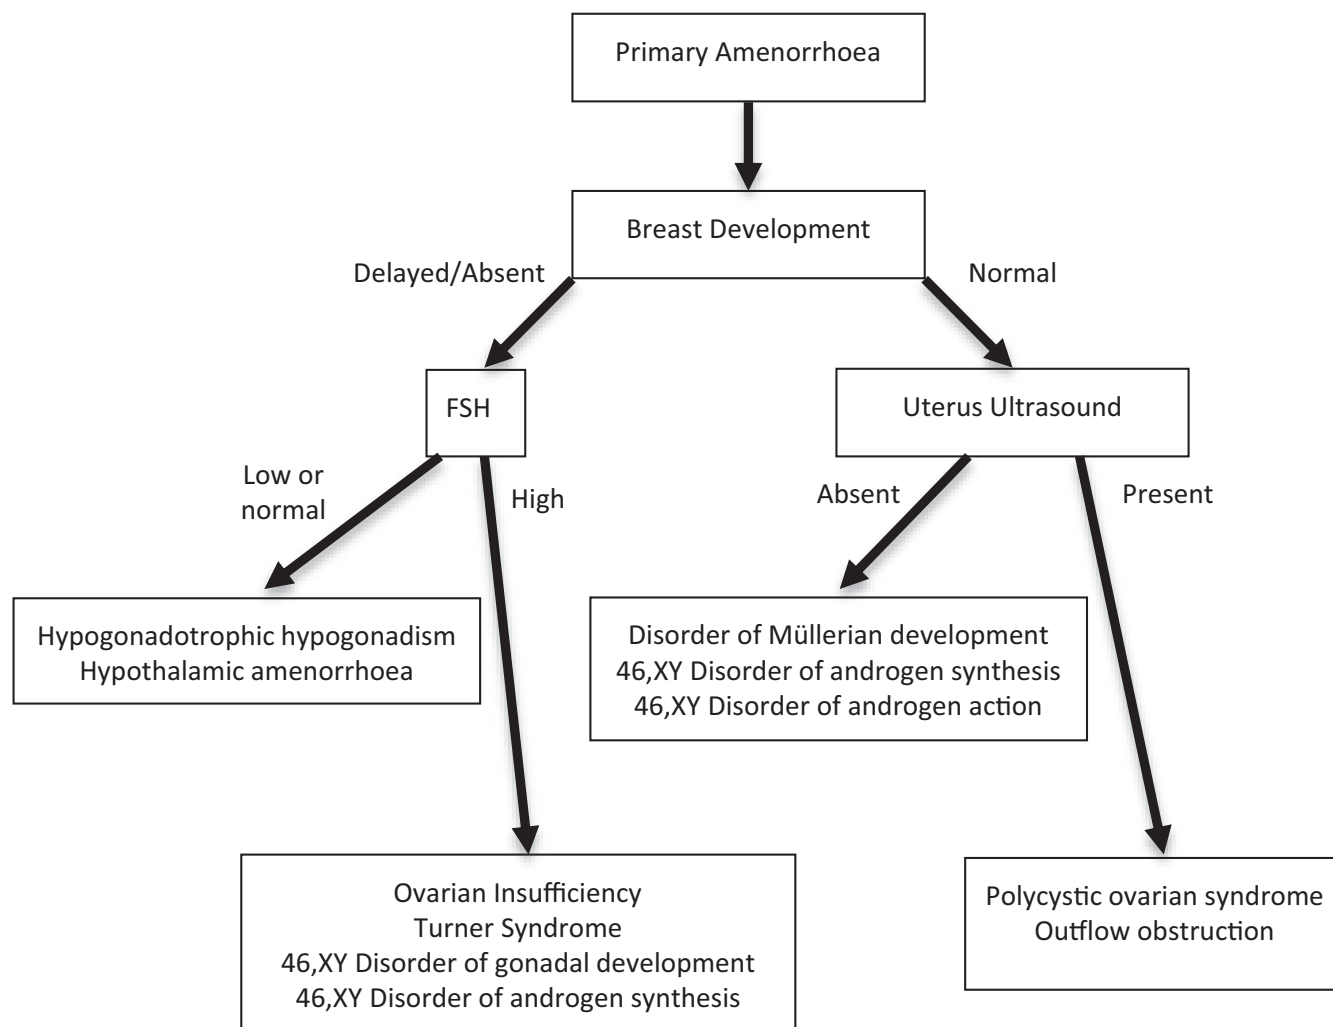 Primary Amenorrhoea
Breast Development
Delayed/Absent
Normal
FSH
Uterus Ultrasound
Low or
normal
High
Absent
Present
Hypogonadotrophic hypogonadism
Hypothalamic amenorrhoea
Disorder of Müllerian development
46,XY Disorder of androgen synthesis
46,XY Disorder of androgen action
Ovarian Insufficiency
Turner Syndrome
46,XY Disorder of gonadal development
46,XY Disorder of androgen synthesis
Polycystic ovarian syndrome
Outflow obstruction